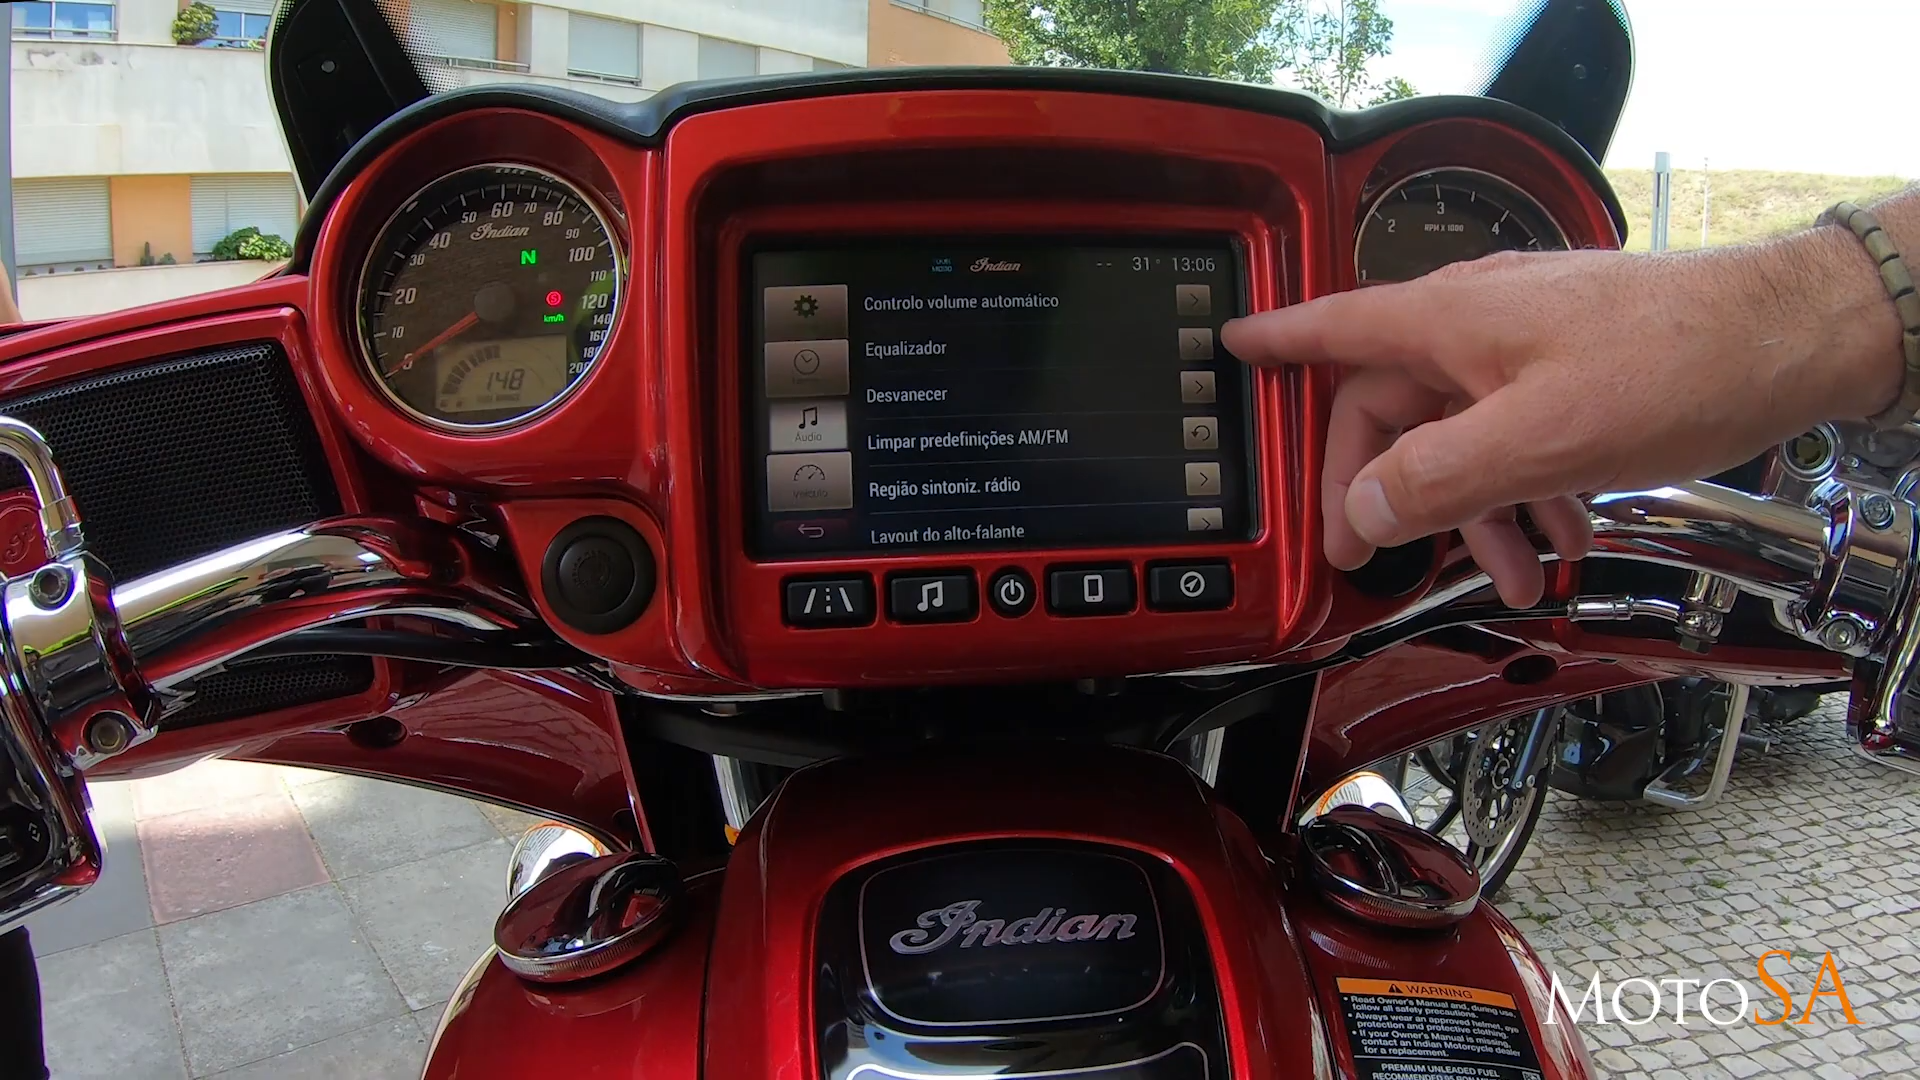 10
20
30
40
50
60
70
80
90
100
110
120
140
160
180
200
0
Indian
N
S
km/h
148
1
2
3
4
RPM X 1000
Indian
--
31° 13:06
Controlo volume automático
Equalizador
Desvanecer
Limpar predefinições AM/FM
Região sintoniz. rádio
Layout do alto-falante
Áudio
Veículo
Indian
WARNING
• Read Owner's Manual and, during use,
follow all safety precautions.
• Always wear an approved helmet, eye
protection and protective clothing.
• If your Owner's Manual is missing,
contact an Indian Motorcycle dealer
for a replacement.
PREMIUM UNLEADED FUEL
MOTOSA